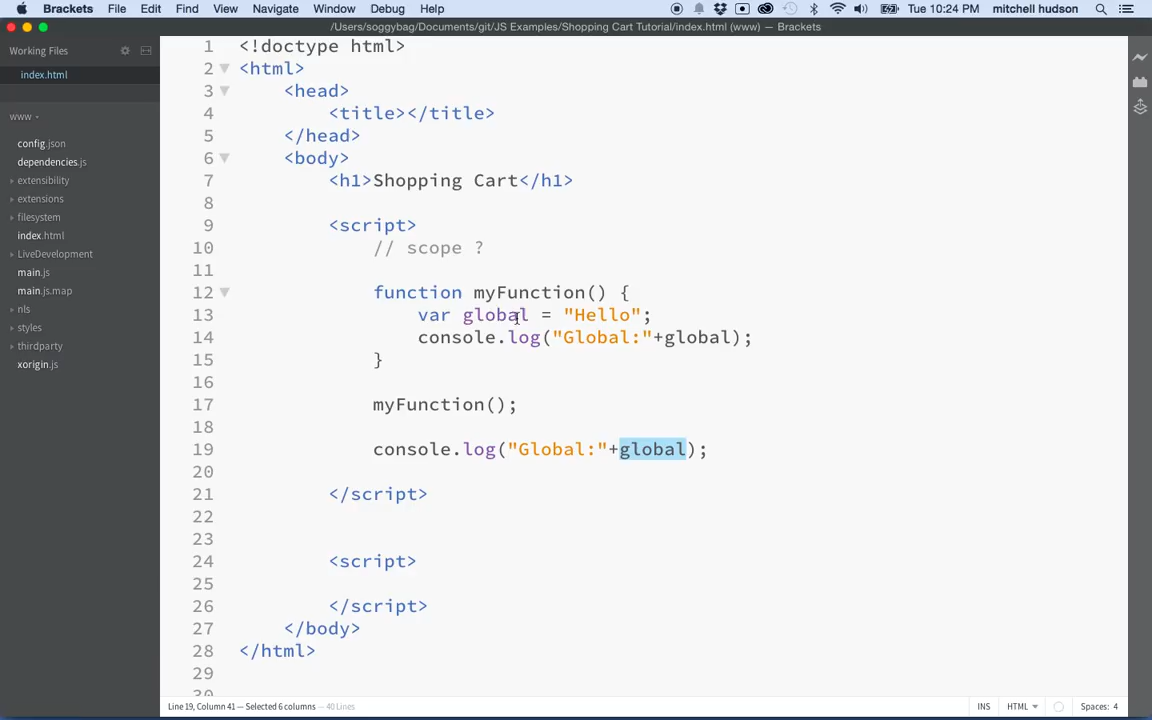 Brackets File Edit Find View Navigate Window Debug Help Tue 10:24 PM mitchell hudson
/Users/soggybag/Documents/git/JS Examples/Shopping Cart Tutorial/index.html (www) — Brackets
Working Files
index.html
www
config.json
dependencies.js
extensibility
extensions
filesystem
index.html
LiveDevelopment
main.js
main.js.map
nls
styles
thirdparty
xorigin.js
1 <!doctype html>
2 <html>
3 <head>
4 <title></title>
5 </head>
6 <body>
7 <h1>Shopping Cart</h1>
8
9 <script>
10 // scope ?
11
12 function myFunction() {
13 var global = "Hello";
14 console.log("Global:"+global);
15 }
16
17 myFunction();
18
19 console.log("Global:"+global);
20
21 </script>
22
23
24 <script>
25
26 </script>
27 </body>
28 </html>
29
30
Line 19, Column 41 — Selected 6 columns — 40 Lines INS HTML Spaces: 4